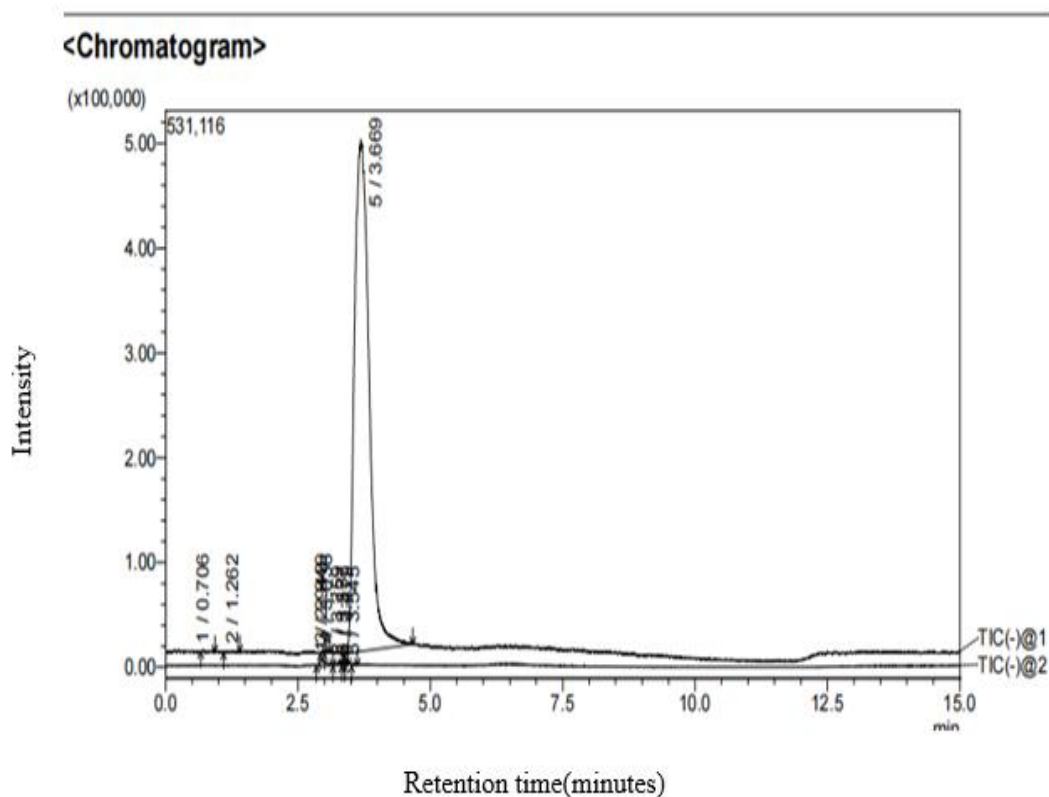 <Chromatogram>
(x100,000)
531,116
5.00
4.00
3.00
2.00
1.00
0.00
Intensity
5 / 3.669
1 / 0.706
2 / 1.262
TIC(-)@1
TIC(-)@2
0.0
2.5
5.0
7.5
10.0
12.5
15.0
min
Retention time(minutes)